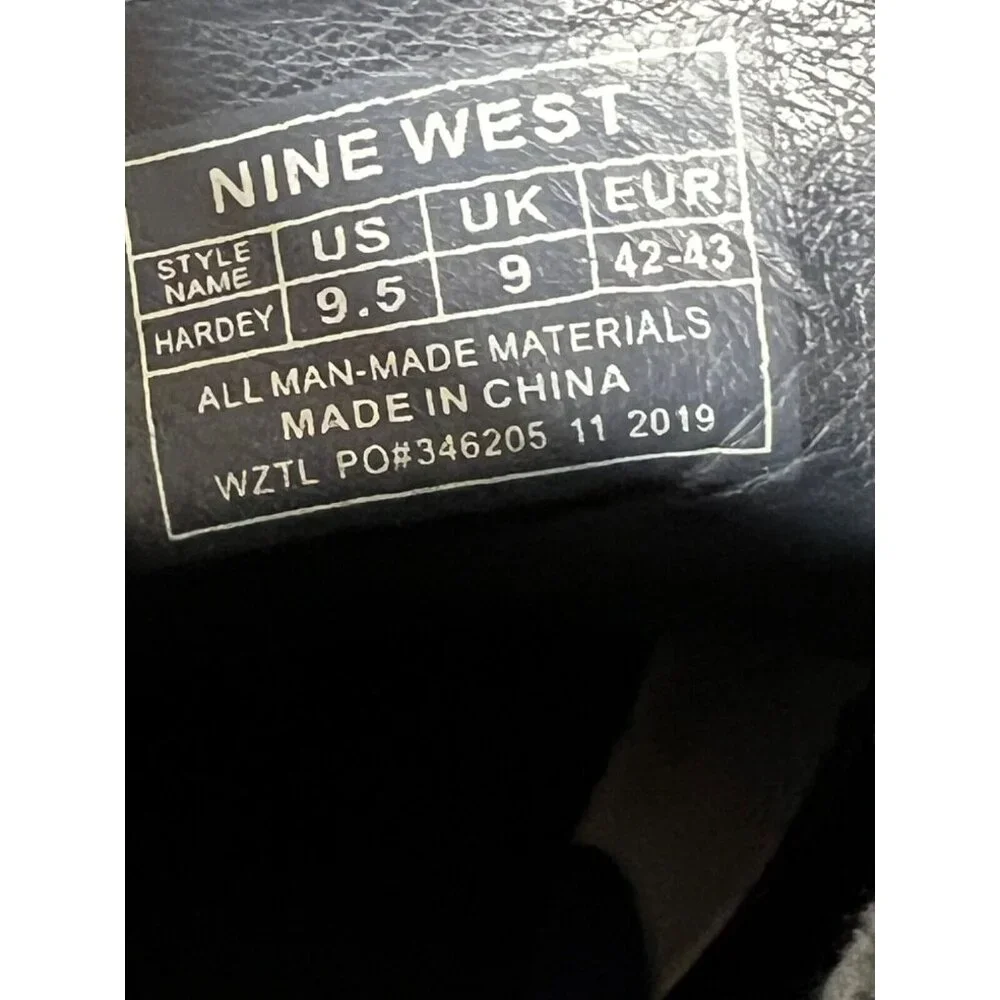 NINE WEST
STYLE NAME US UK EUR
HARDEY 9.5 9 42-43
ALL MAN-MADE MATERIALS
MADE IN CHINA
WZTL PO#346205 11 2019